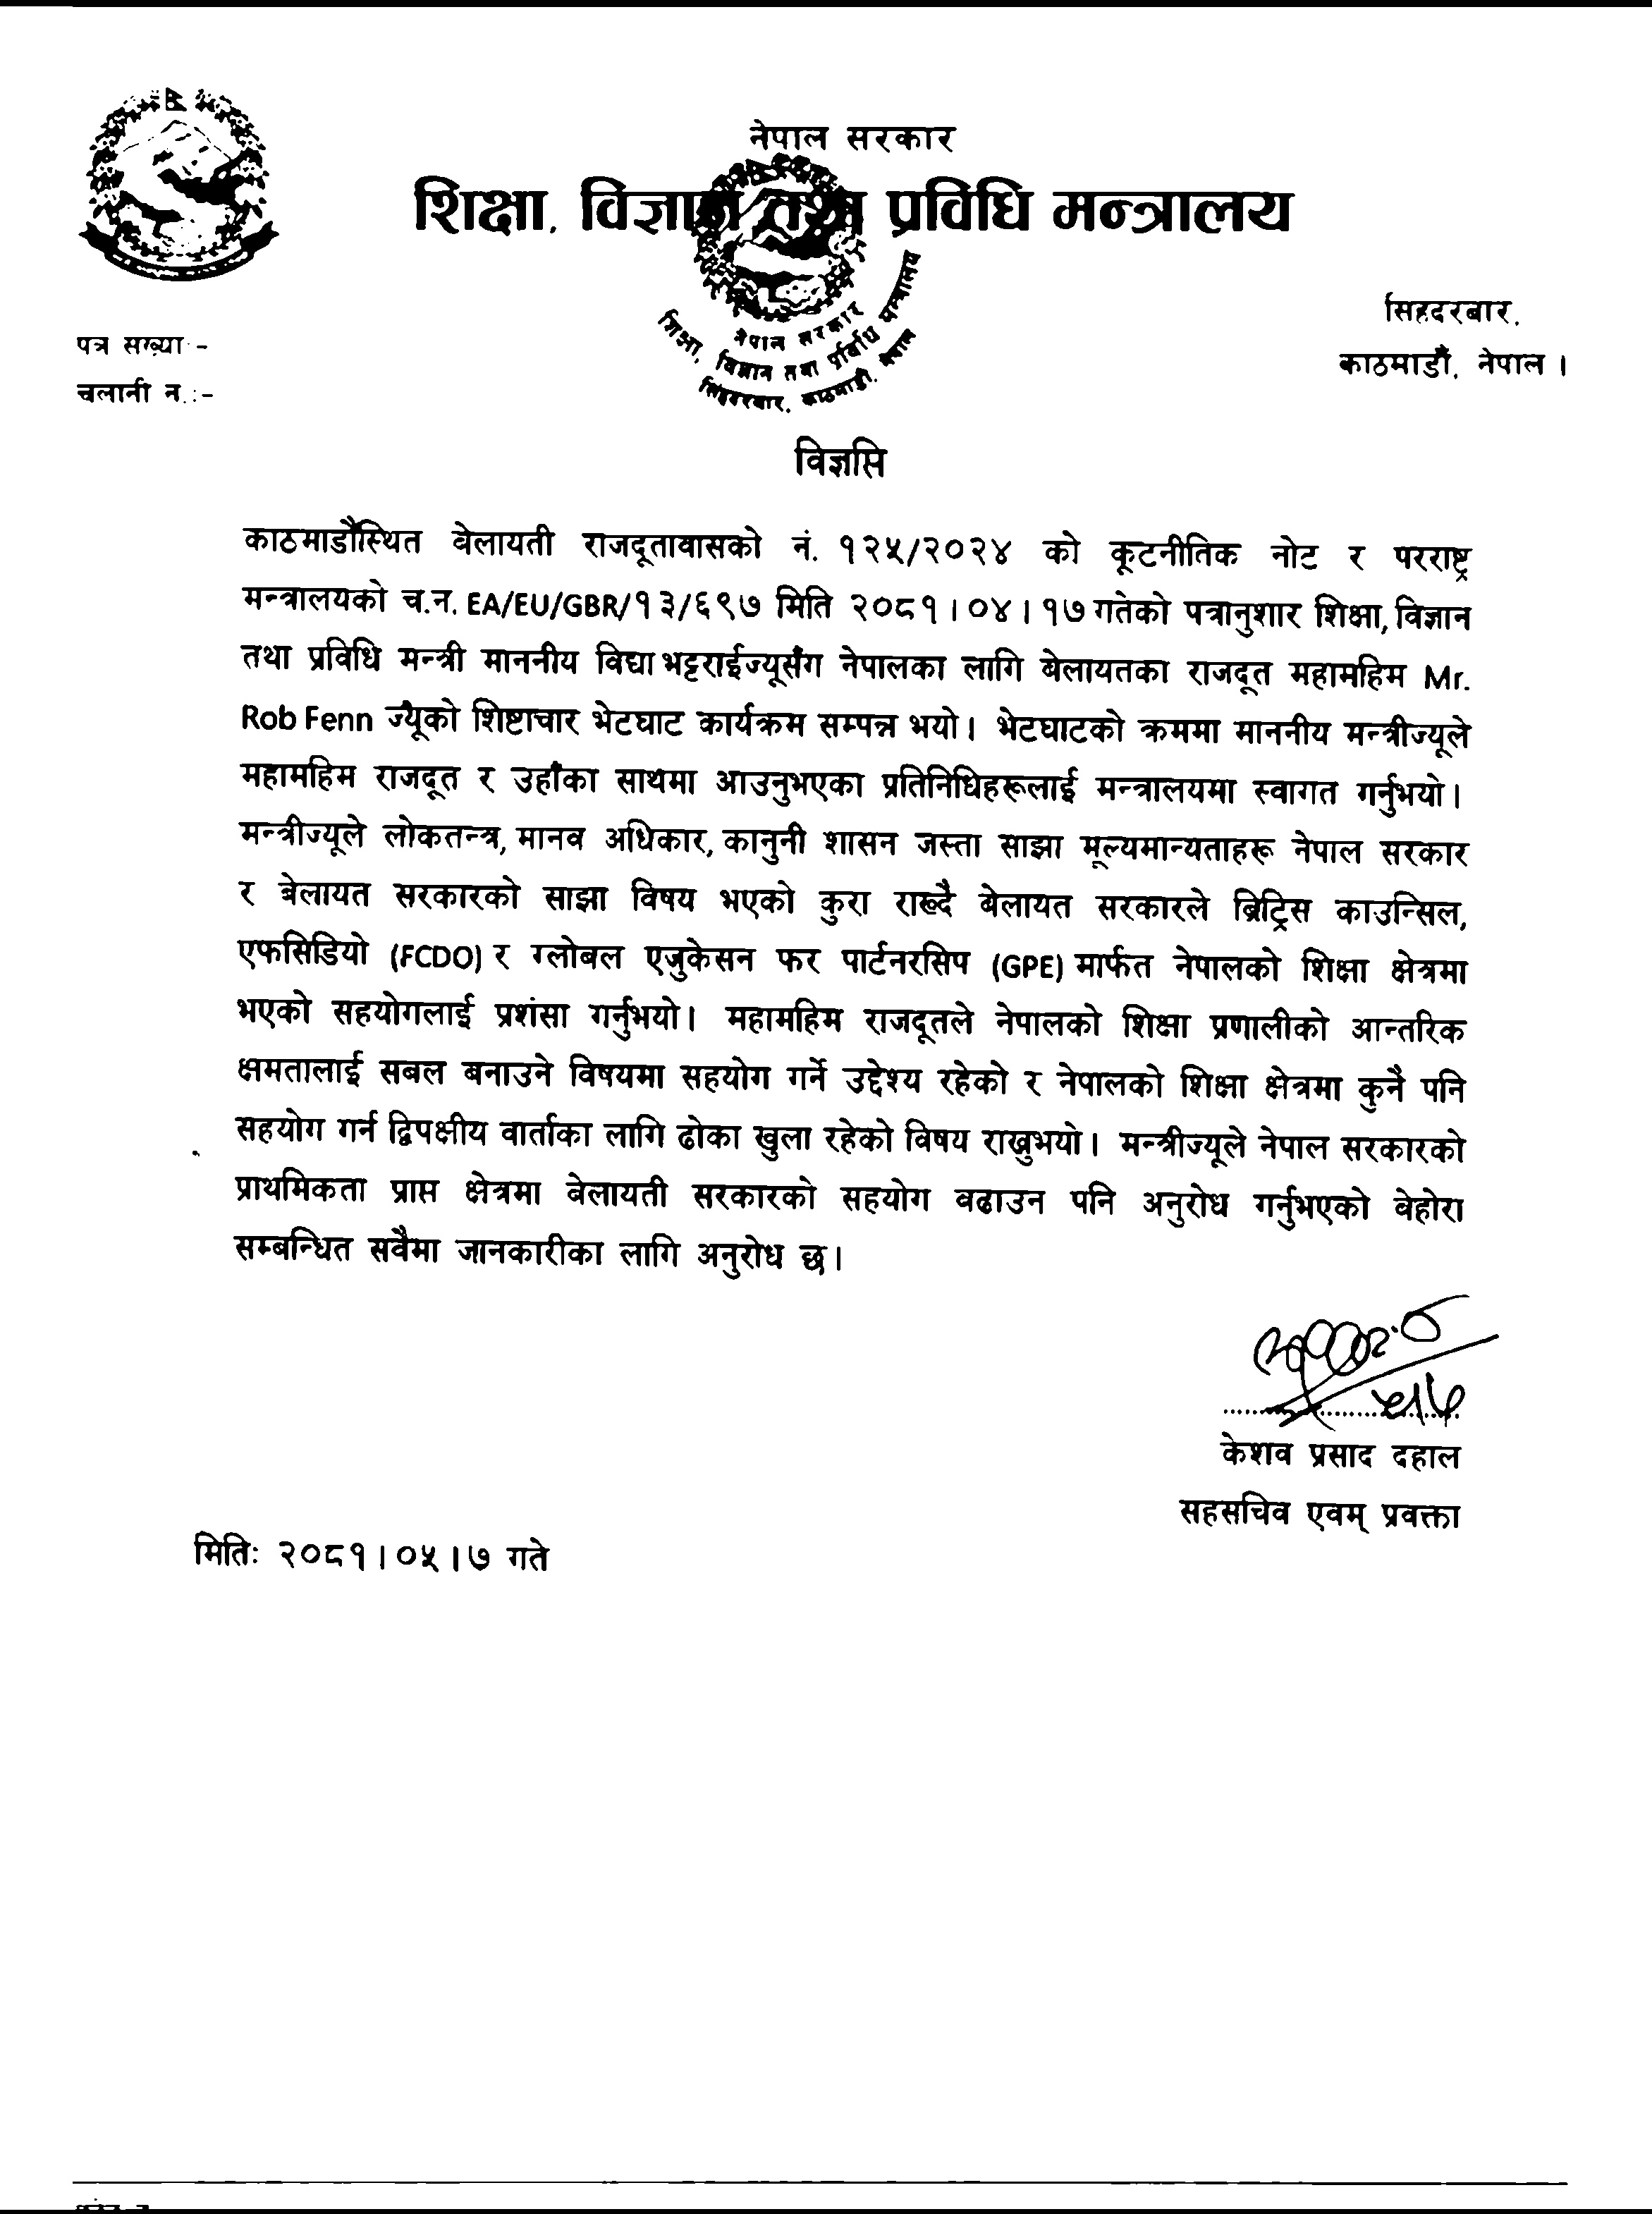 नेपाल सरकार
शिक्षा, विज्ञान तथा प्रविधि मन्त्रालय
नेपाल सरकार
शिक्षा, विज्ञान तथा प्रविधि मन्त्रालय
सिंहदरबार, काठमाडौं, नेपाल
सिंहदरबार,
काठमाडौं, नेपाल ।
पत्र संख्या:-
चलानी नं.:-
विज्ञप्ति
काठमाडौंस्थित बेलायती राजदूतावासको नं. १२५/२०२४ को कूटनीतिक नोट र परराष्ट्र
मन्त्रालयको च.न. EA/EU/GBR/१३/६९७ मिति २०८१।०४।१७ गतेको पत्रानुशार शिक्षा, विज्ञान
तथा प्रविधि मन्त्री माननीय विद्या भट्टराईज्यूसँग नेपालका लागि बेलायतका राजदूत महामहिम Mr.
Rob Fenn ज्यूको शिष्टाचार भेटघाट कार्यक्रम सम्पन्न भयो। भेटघाटको क्रममा माननीय मन्त्रीज्यूले
महामहिम राजदूत र उहाँका साथमा आउनुभएका प्रतिनिधिहरूलाई मन्त्रालयमा स्वागत गर्नुभयो।
मन्त्रीज्यूले लोकतन्त्र, मानव अधिकार, कानुनी शासन जस्ता साझा मूल्यमान्यताहरू नेपाल सरकार
र बेलायत सरकारको साझा विषय भएको कुरा राख्दै बेलायत सरकारले ब्रिट्रिस काउन्सिल,
एफसिडियो (FCDO) र ग्लोबल एजुकेसन फर पार्टनरसिप (GPE) मार्फत नेपालको शिक्षा क्षेत्रमा
भएको सहयोगलाई प्रशंसा गर्नुभयो। महामहिम राजदूतले नेपालको शिक्षा प्रणालीको आन्तरिक
क्षमतालाई सबल बनाउने विषयमा सहयोग गर्ने उद्देश्य रहेको र नेपालको शिक्षा क्षेत्रमा कुनै पनि
सहयोग गर्न द्विपक्षीय वार्ताका लागि ढोका खुला रहेको विषय राख्नुभयो। मन्त्रीज्यूले नेपाल सरकारको
प्राथमिकता प्राप्त क्षेत्रमा बेलायती सरकारको सहयोग बढाउन पनि अनुरोध गर्नुभएको बेहोरा
सम्बन्धित सवैमा जानकारीका लागि अनुरोध छ।
केशव प्रसाद दहाल
सहसचिव एवम् प्रवक्ता
मितिः २०८१।०५।७ गते